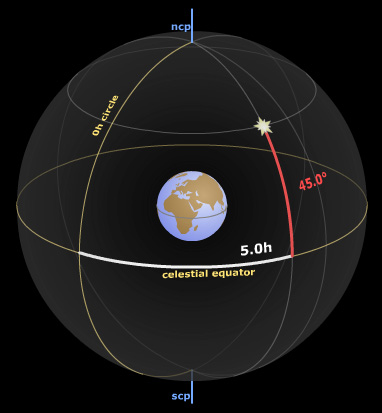 ncp
0h circle
45.0°
5.0h
celestial equator
scp